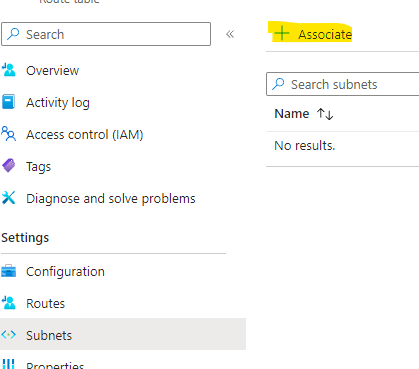 Route table
Search
«
Overview
Activity log
Access control (IAM)
Tags
Diagnose and solve problems
Settings
Configuration
Routes
Subnets
Properties
+ Associate
Search subnets
Name ↑↓
No results.